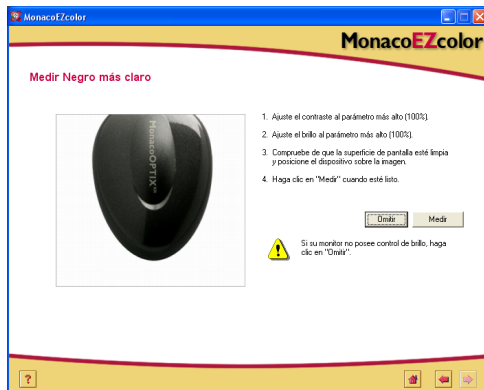 MonacoEZcolor
MonacoEZcolor
Medir Negro más claro
MonacoOPTIX
1. Ajuste el contraste al parámetro más alto (100%).
2. Ajuste el brillo al parámetro más alto (100%).
3. Compruebe de que la superficie de pantalla esté limpia
y posicione el dispositivo sobre la imagen.
4. Haga clic en "Medir" cuando esté listo.
Omitir
Medir
Si su monitor no posee control de brillo, haga
clic en "Omitir".
?